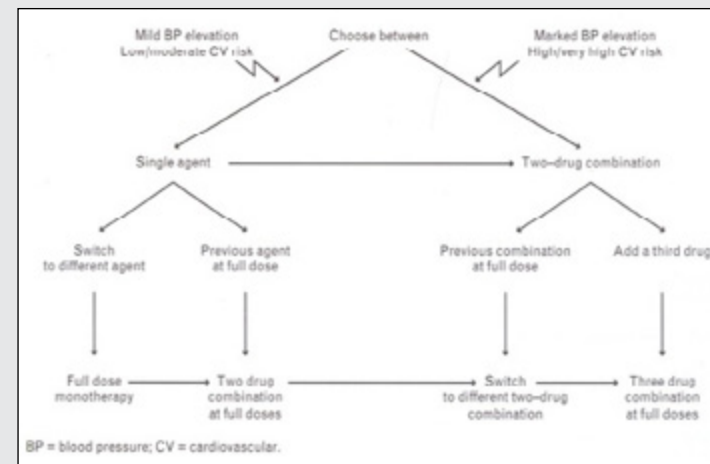 Mild BP elevation
Low/moderate CV risk
Choose between
Marked BP elevation
High/very high CV risk
Single agent
Two–drug combination
Switch
to different agent
Previous agent
at full dose
Previous combination
at full dose
Add a third drug
Full dose
monotherapy
Two drug
combination
at full doses
Switch
to different two–drug
combination
Three drug
combination
at full doses
BP = blood pressure; CV = cardiovascular.